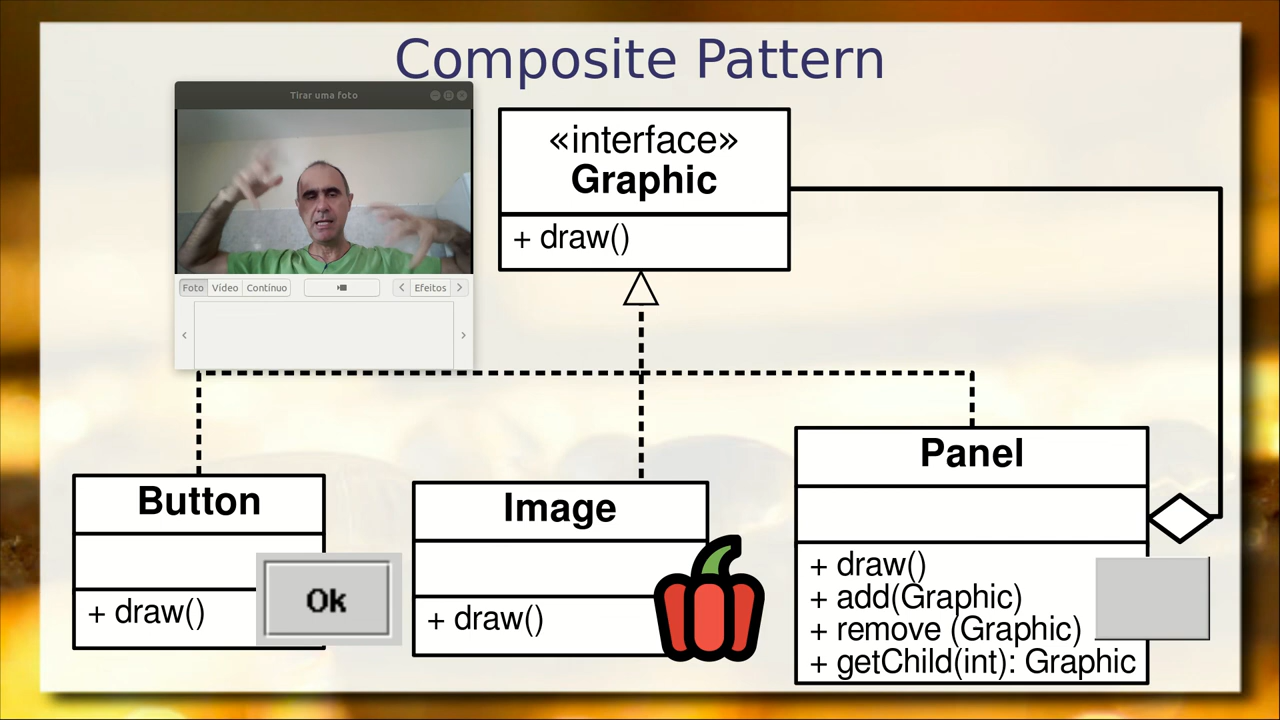 Composite Pattern
Tirar uma foto
Foto Vídeo Contínuo Efeitos
«interface»
Graphic
+ draw()
Button
+ draw()
Ok
Image
+ draw()
Panel
+ draw()
+ add(Graphic)
+ remove (Graphic)
+ getChild(int): Graphic